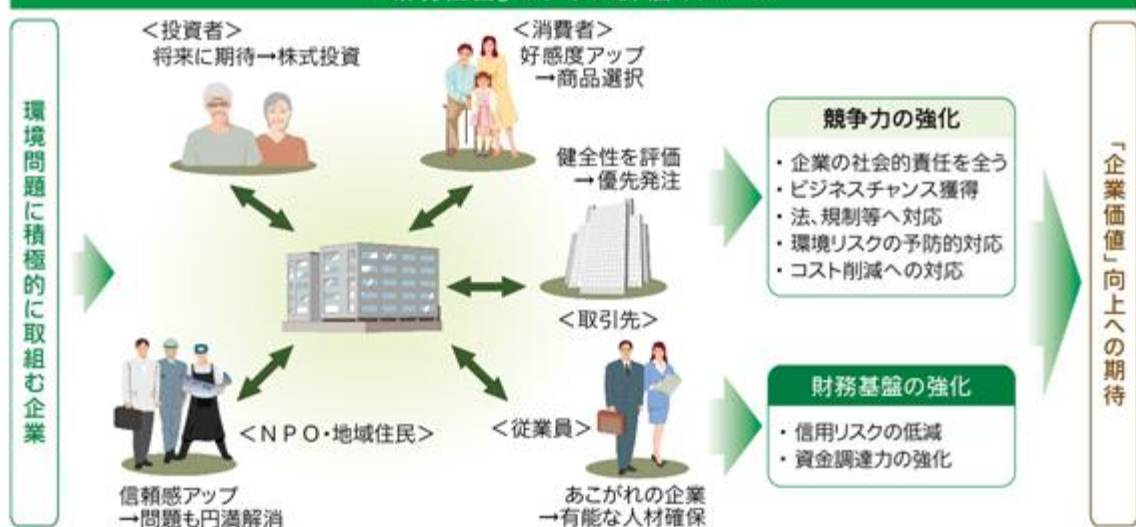 環境問題に積極的に取組む企業
＜投資者＞
将来に期待→株式投資
＜消費者＞
好感度アップ
→商品選択
健全性を評価
→ 優先発注
＜取引先＞
＜NPO・地域住民＞
信頼感アップ
→問題も円満解消
＜従業員＞
あこがれの企業
→有能な人材確保
競争力の強化
・企業の社会的責任を全う
・ビジネスチャンス獲得
・法、規制等へ対応
・環境リスクの予防的対応
・コスト削減への対応
財務基盤の強化
・信用リスクの低減
・資金調達力の強化
「企業価値」向上への期待